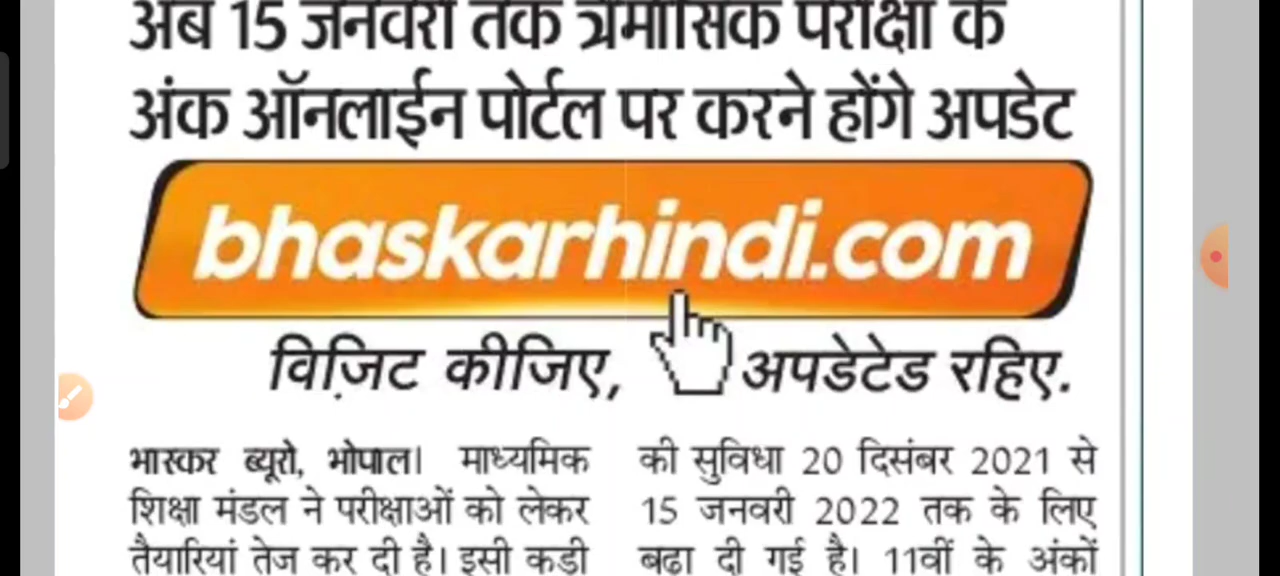 अब 15 जनवरी तक त्रैमासिक परीक्षा के
अंक ऑनलाईन पोर्टल पर करने होंगे अपडेट
bhaskarhindi.com
विज़िट कीजिए, अपडेटेड रहिए.
भास्कर ब्यूरो, भोपाल। माध्यमिक
शिक्षा मंडल ने परीक्षाओं को लेकर
तैयारियां तेज कर दी है। इसी कड़ी
की सुविधा 20 दिसंबर 2021 से
15 जनवरी 2022 तक के लिए
बढ़ा दी गई है। 11वीं के अंकों